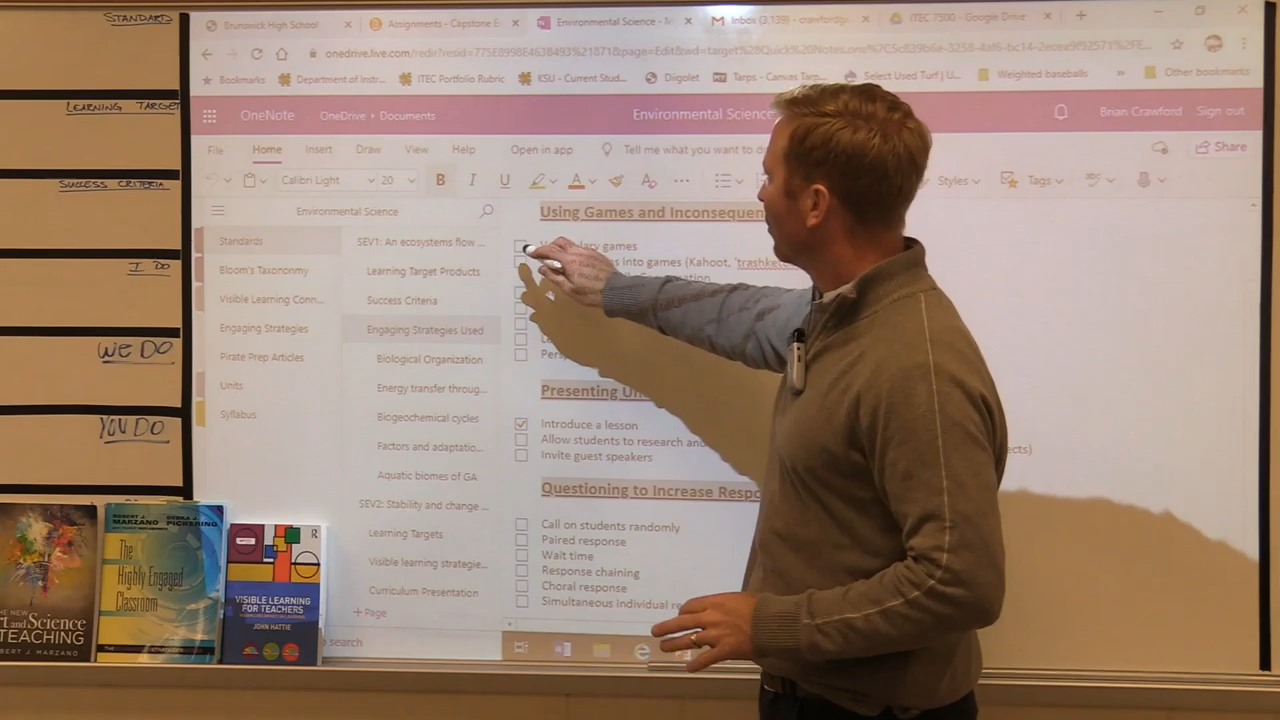 STANDARD
LEARNING TARGET
SUCCESS CRITERIA
I DO
WE DO
YOU DO
Brunswick High School
Assignments - Capstone E
Environmental Science - 
Inbox (3,139) - crawfordg
ITEC 7500 - Google Drive
Bookmarks
Department of Instr...
ITEC Portfolio Rubric
KSU - Current Stud...
Diigolet
Tarps - Canvas Tarp...
Select Used Turf | U...
Weighted baseballs
»
Other bookmarks
OneNote
OneDrive › Documents
Environmental Science
Brian Crawford
Sign out
File
Home
Insert
Draw
View
Help
Open in app
Tell me what you want to do
Share
Calibri Light
20
B
I
U
Styles
Tags
Environmental Science
Standards
Bloom's Taxonomy
Visible Learning Conn...
Engaging Strategies
Pirate Prep Articles
Units
Syllabus
SEV1: An ecosystems flow ...
Learning Target Products
Success Criteria
Engaging Strategies Used
Biological Organization
Energy transfer throug...
Biogeochemical cycles
Factors and adaptatio...
Aquatic biomes of GA
SEV2: Stability and change ...
Learning Targets
Visible learning strategie...
Curriculum Presentation
+ Page
search
Using Games and Inconsequen
games
into games (Kahoot, 'trashket
Presenting Un
Introduce a lesson
Allow students to research and
Invite guest speakers
ects)
Questioning to Increase Respo
Call on students randomly
Paired response
Wait time
Response chaining
Choral response
Simultaneous individual re
Science
TEACHING
ROBERT J. MARZANO
ROBERT J. MARZANO
DEBRA J. PICKERING
The
Highly Engaged
Classroom
VISIBLE LEARNING
FOR TEACHERS
JOHN HATTIE